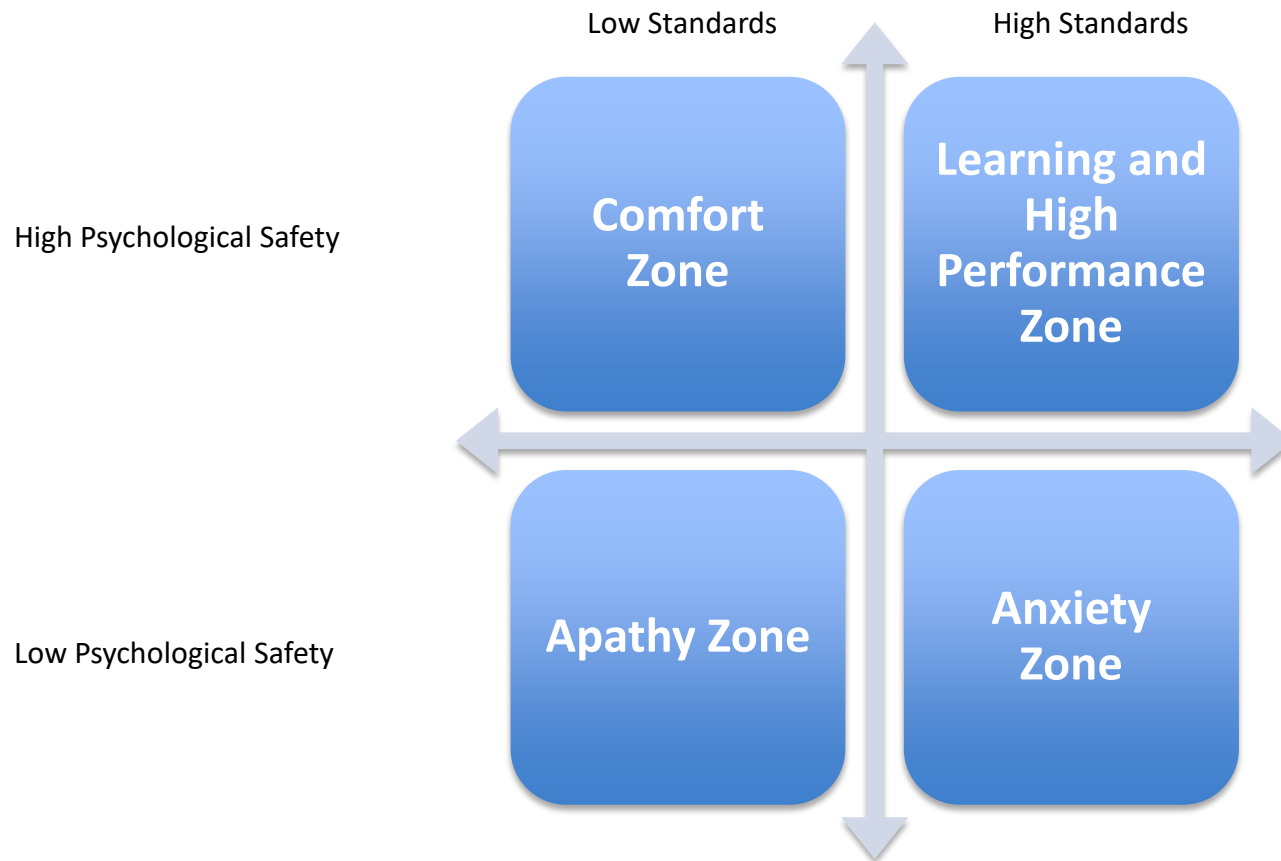 Low Standards
High Standards
High Psychological Safety
Comfort
Zone
Learning and
High
Performance
Zone
Low Psychological Safety
Apathy Zone
Anxiety
Zone